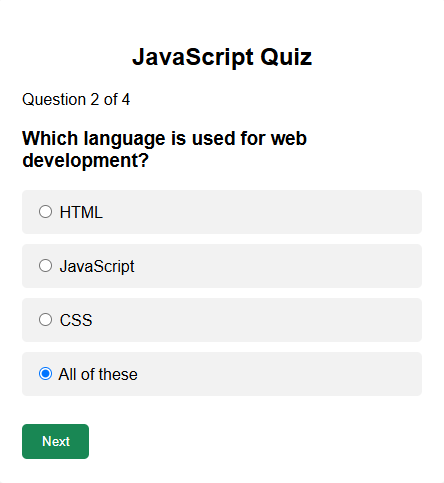 JavaScript Quiz
Question 2 of 4
Which language is used for web
development?
HTML
JavaScript
CSS
All of these
Next